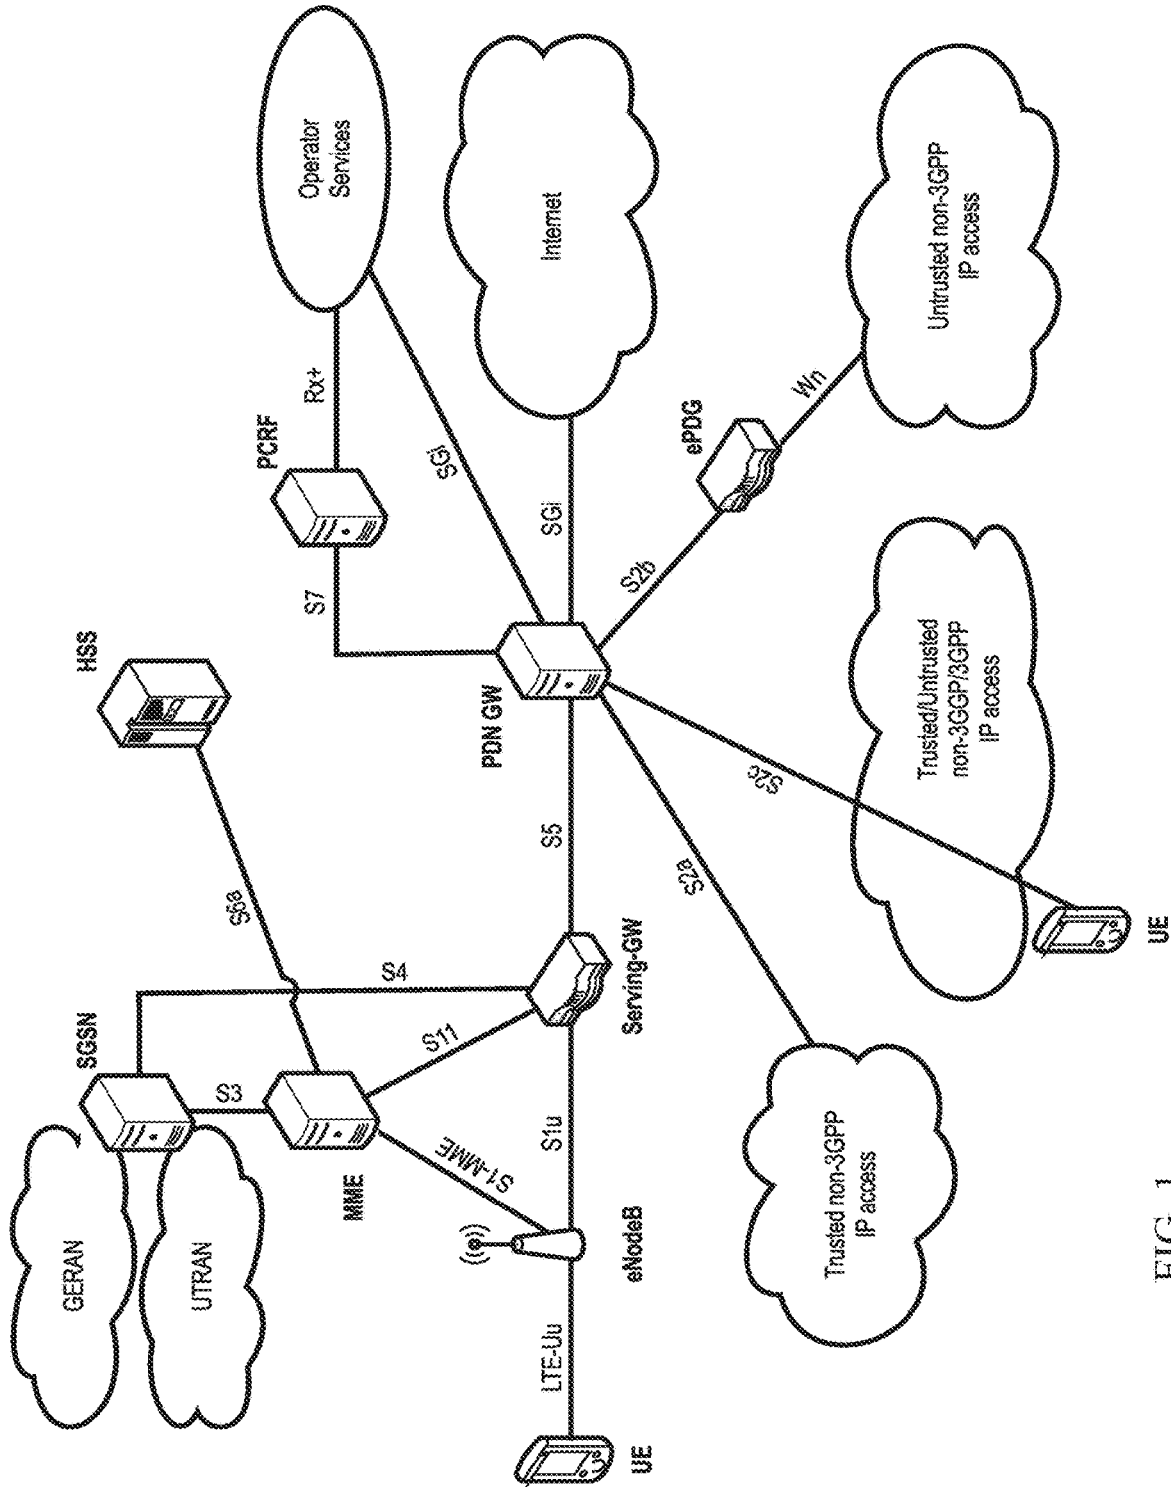 GERAN
UTRAN
SGSN
HSS
S3
S6a
S4
MME
S11
S1-MME
S7
PCRF
Rx+
Operator
Services
SGi
UE
LTE-Uu
eNodeB
S1u
Serving-GW
S5
PDN GW
SGi
Internet
S2a
S2c
S2b
ePDG
Wn
Trusted non-3GPP
IP access
Trusted/Untrusted
non-3GGP/3GPP
IP access
Untrusted non-3GPP
IP access
UE
FIG. 1